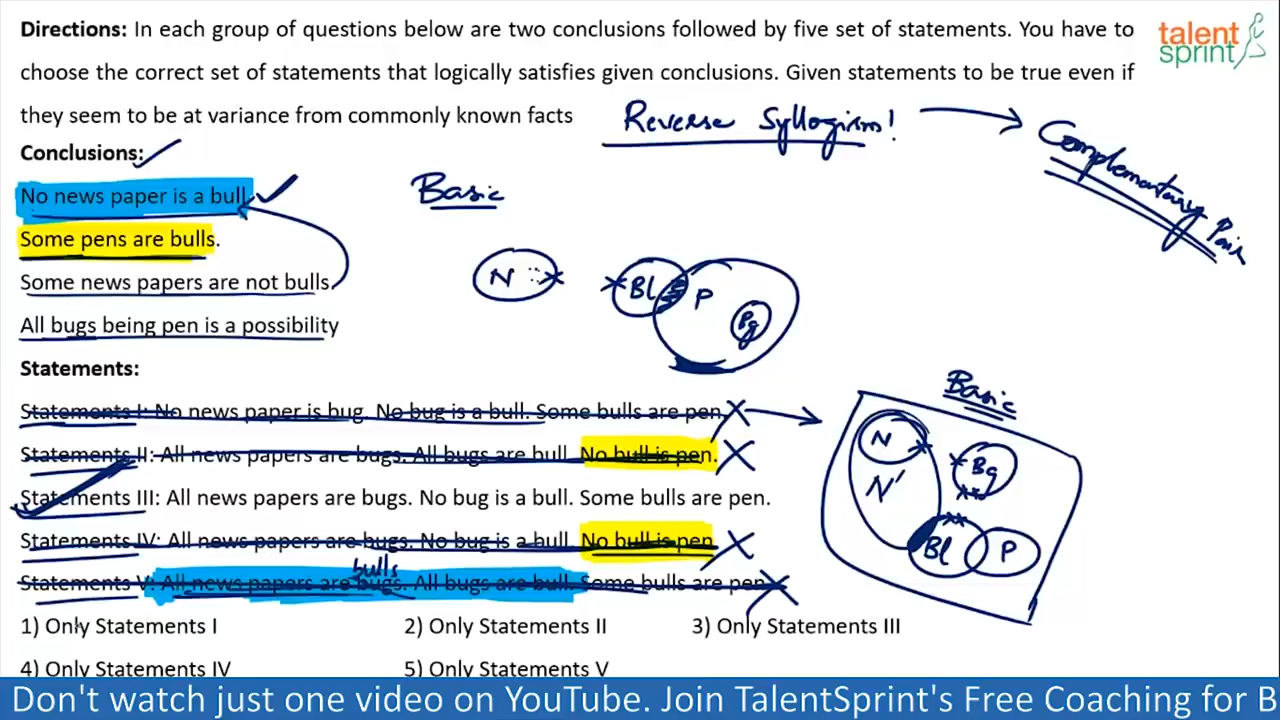 Directions: In each group of questions below are two conclusions followed by five set of statements. You have to
talent
sprint
choose the correct set of statements that logically satisfies given conclusions. Given statements to be true even if
they seem to be at variance from commonly known facts
Reverse Syllogism!
Complementary Pair
Conclusions:
No news paper is a bull
Basic
Some pens are bulls.
Some news papers are not bulls.
N
Bl
P
Bg
All bugs being pen is a possibility
Statements:
Basic
Statements I: No news paper is bug. No bug is a bull. Some bulls are pen.
Statements II: All news papers are bugs. All bugs are bull. No bull is pen.
N
Bg
Statements III: All news papers are bugs. No bug is a bull. Some bulls are pen.
N'
Statements IV: All news papers are bugs. No bug is a bull. No bull is pen.
Bl
P
bulls
Statements V: All news papers are bugs. All bugs are bull. Some bulls are pen.
1) Only Statements I
2) Only Statements II
3) Only Statements III
4) Only Statements IV
5) Only Statements V
Don't watch just one video on YouTube. Join TalentSprint's Free Coaching for B